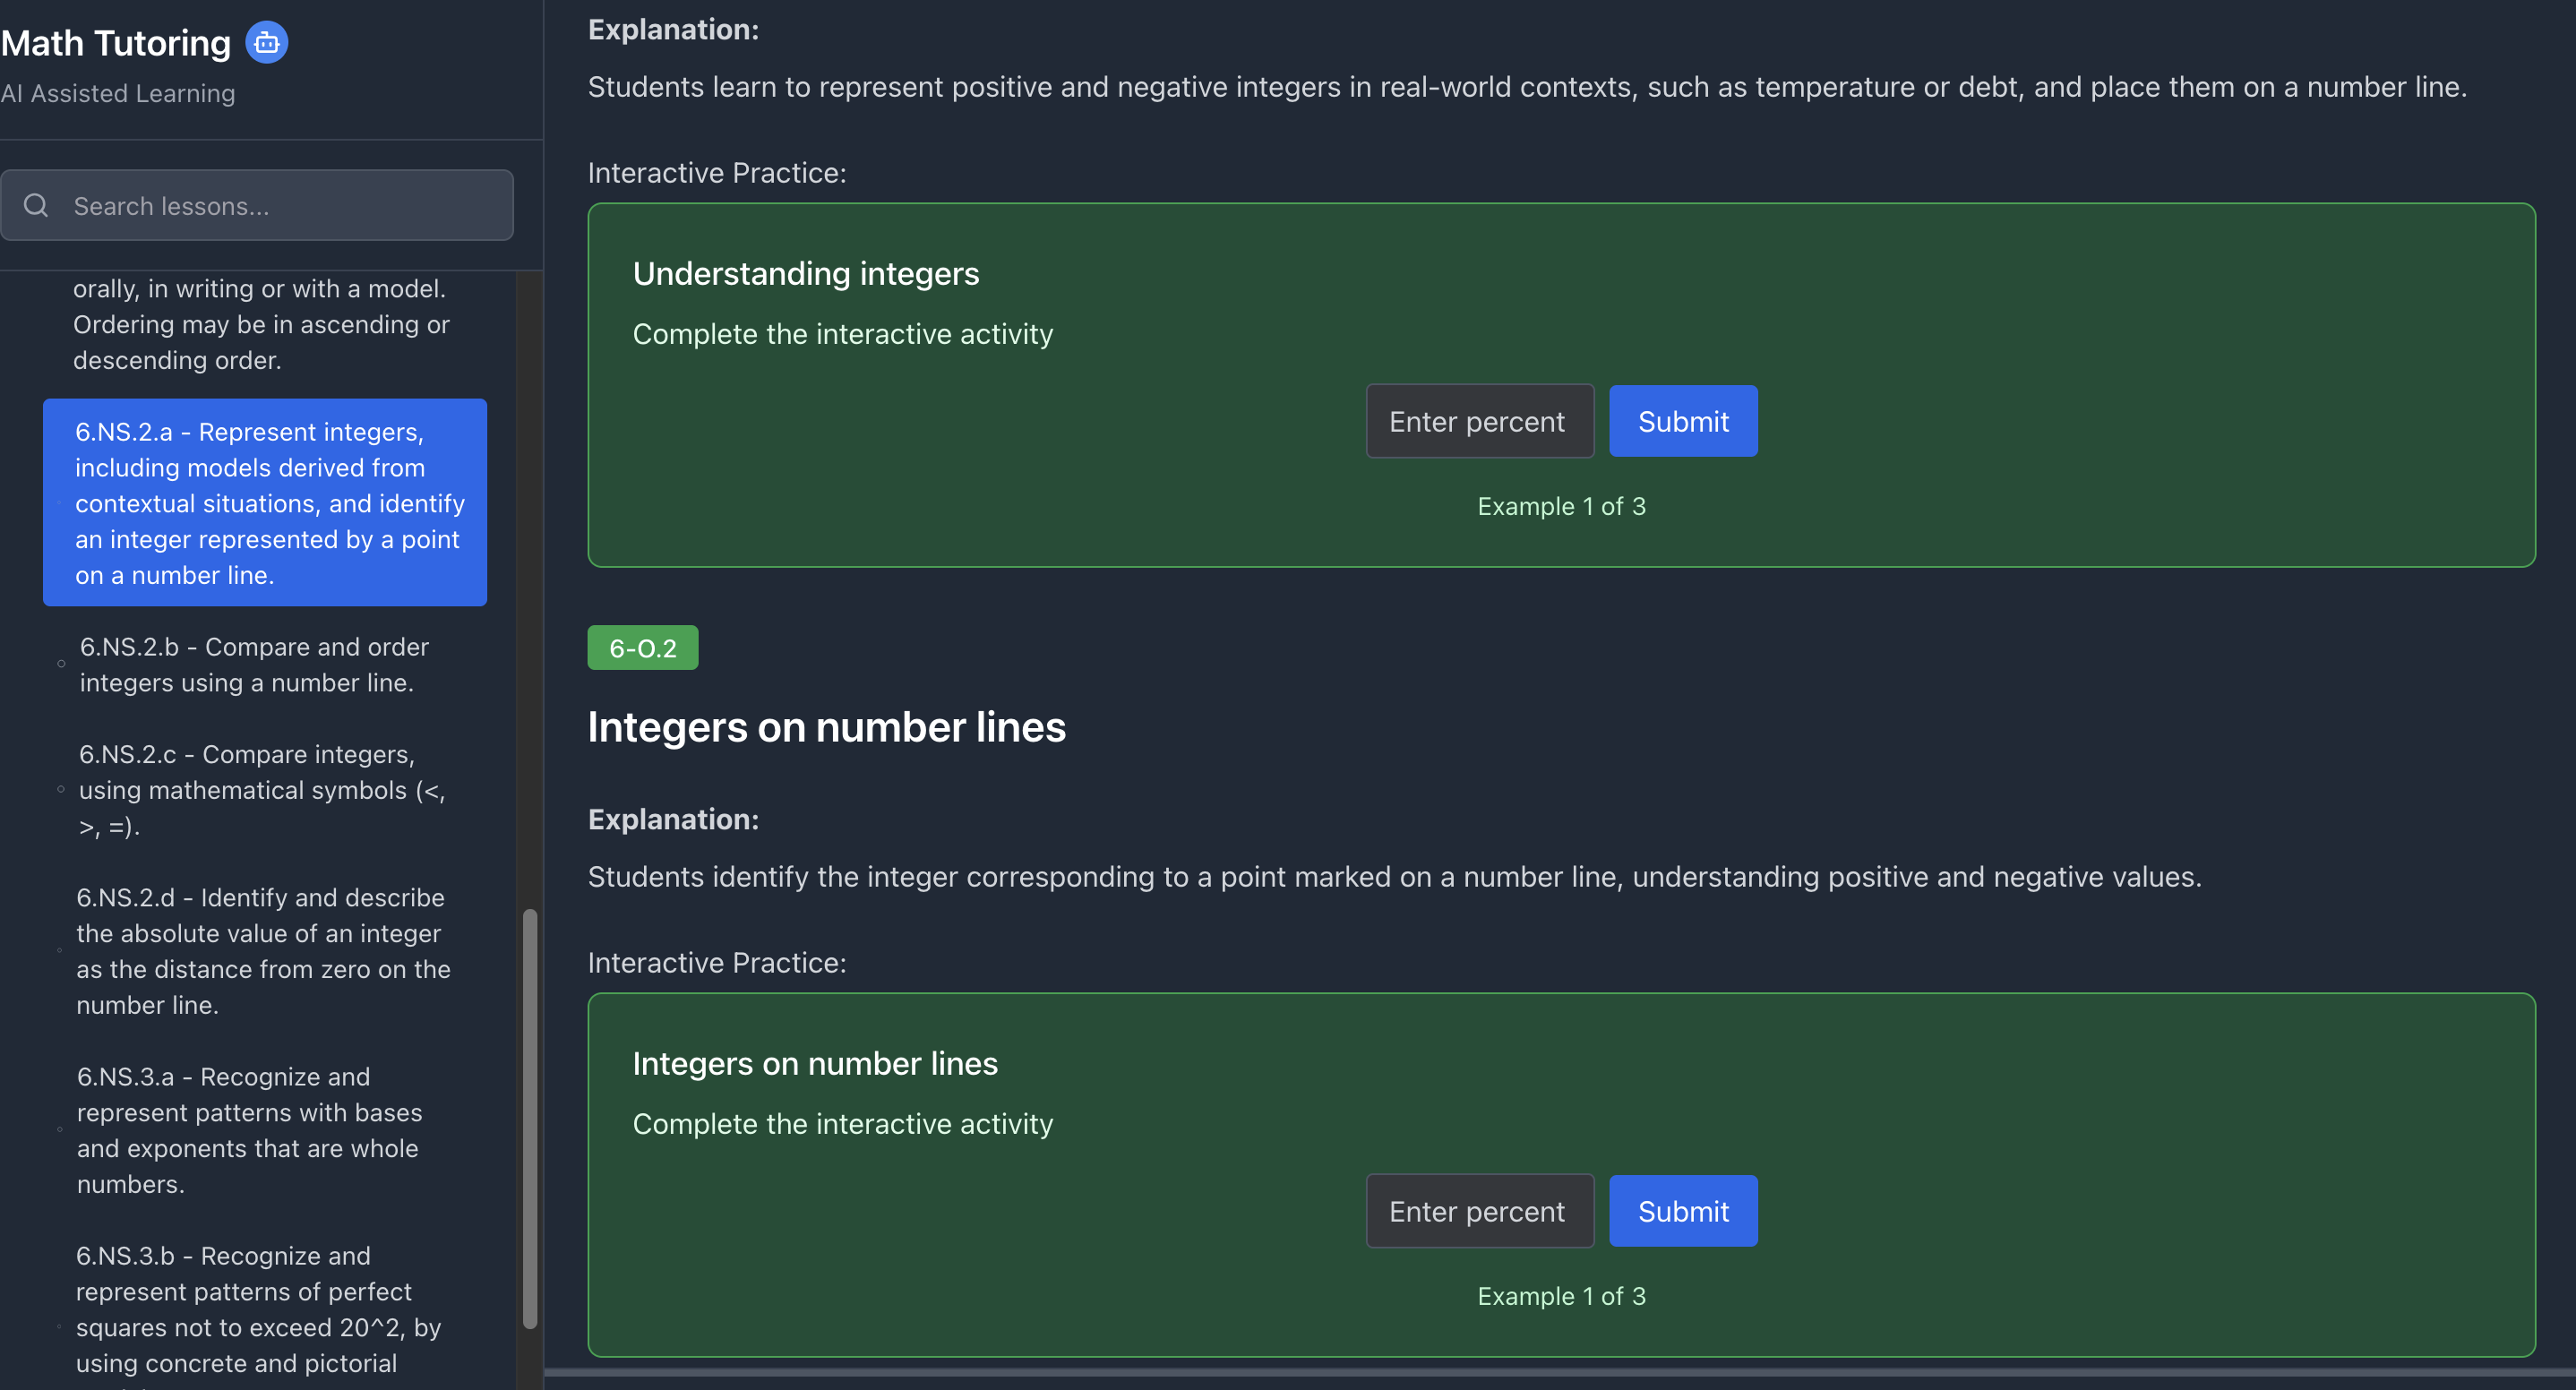 Math Tutoring
AI Assisted Learning
Search lessons...
orally, in writing or with a model.
Ordering may be in ascending or
descending order.
6.NS.2.a - Represent integers,
including models derived from
contextual situations, and identify
an integer represented by a point
on a number line.
6.NS.2.b - Compare and order
integers using a number line.
6.NS.2.c - Compare integers,
using mathematical symbols (<,
>, =).
6.NS.2.d - Identify and describe
the absolute value of an integer
as the distance from zero on the
number line.
6.NS.3.a - Recognize and
represent patterns with bases
and exponents that are whole
numbers.
6.NS.3.b - Recognize and
represent patterns of perfect
squares not to exceed 20^2, by
using concrete and pictorial
Explanation:
Students learn to represent positive and negative integers in real-world contexts, such as temperature or debt, and place them on a number line.
Interactive Practice:
Understanding integers
Complete the interactive activity
Enter percent
Submit
Example 1 of 3
6-O.2
Integers on number lines
Explanation:
Students identify the integer corresponding to a point marked on a number line, understanding positive and negative values.
Interactive Practice:
Integers on number lines
Complete the interactive activity
Enter percent
Submit
Example 1 of 3